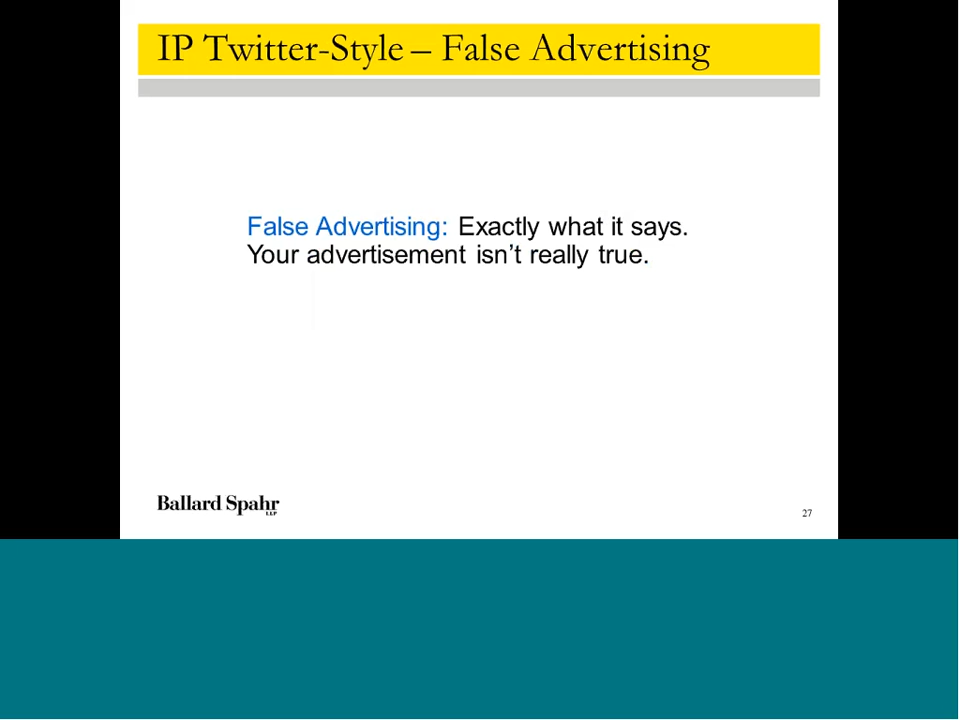 IP Twitter-Style – False Advertising
False Advertising: Exactly what it says.
Your advertisement isn’t really true.
Ballard Spahr
LLP
27